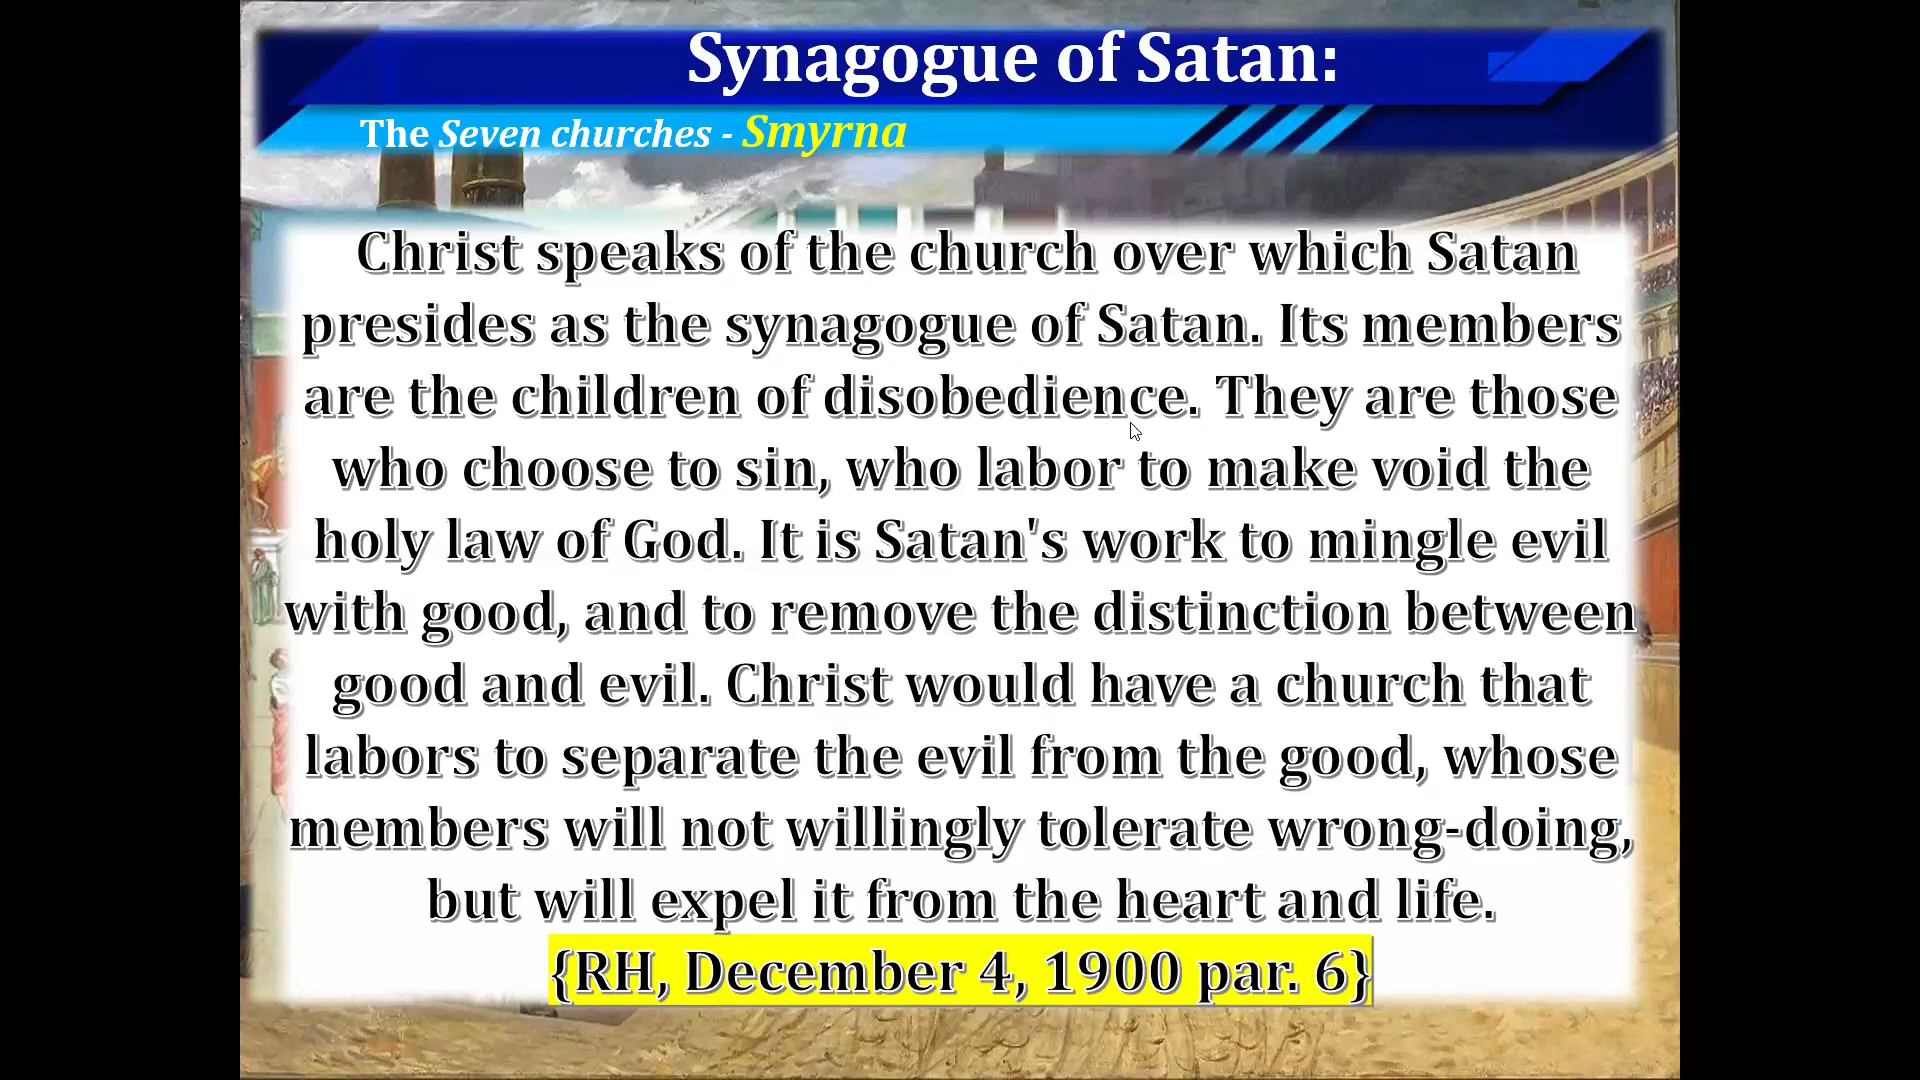 Synagogue of Satan:
The Seven churches - Smyrna
Christ speaks of the church over which Satan
presides as the synagogue of Satan. Its members
are the children of disobedience. They are those
who choose to sin, who labor to make void the
holy law of God. It is Satan's work to mingle evil
with good, and to remove the distinction between
good and evil. Christ would have a church that
labors to separate the evil from the good, whose
members will not willingly tolerate wrong-doing,
but will expel it from the heart and life.
{RH, December 4, 1900 par. 6}